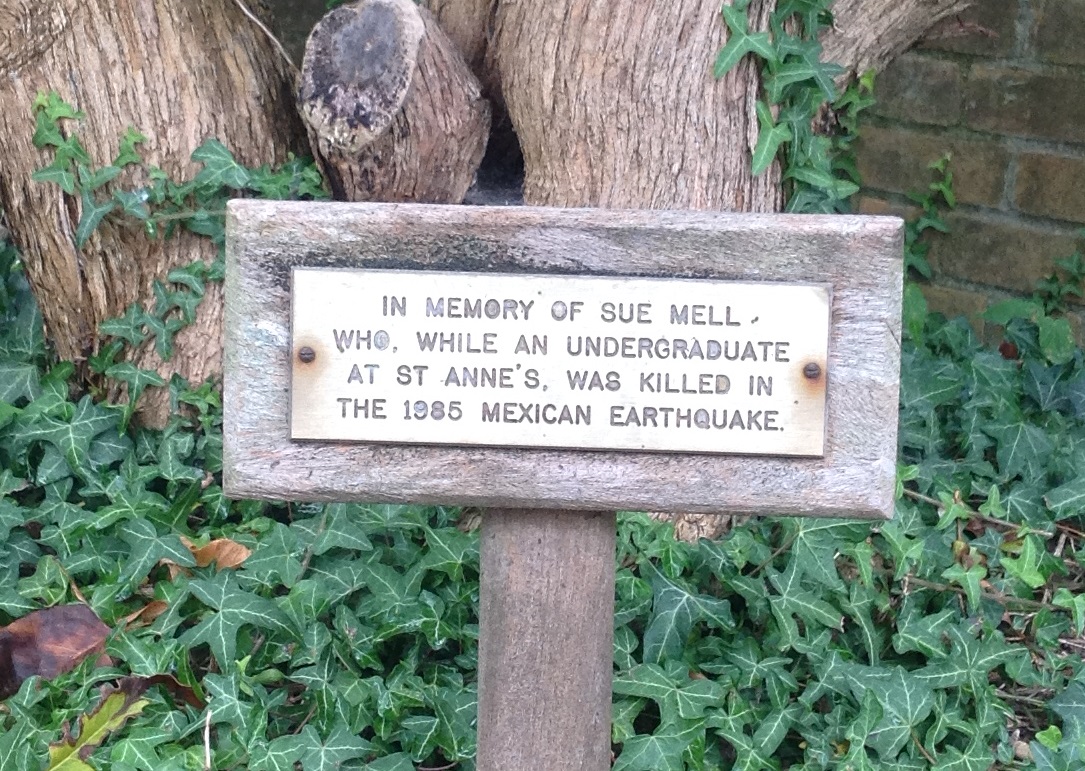 IN MEMORY OF SUE MELL
WHO, WHILE AN UNDERGRADUATE
AT ST ANNE'S, WAS KILLED IN
THE 1985 MEXICAN EARTHQUAKE.